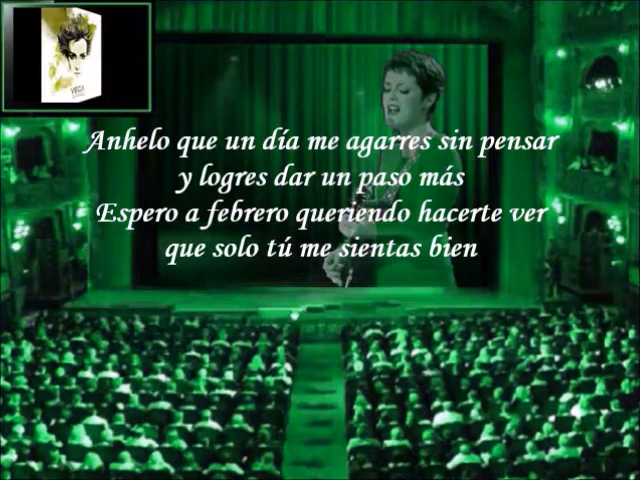 VEGA
Anhelo que un día me agarres sin pensar
y logres dar un paso más
Espero a febrero queriendo hacerte ver
que solo tú me sientas bien